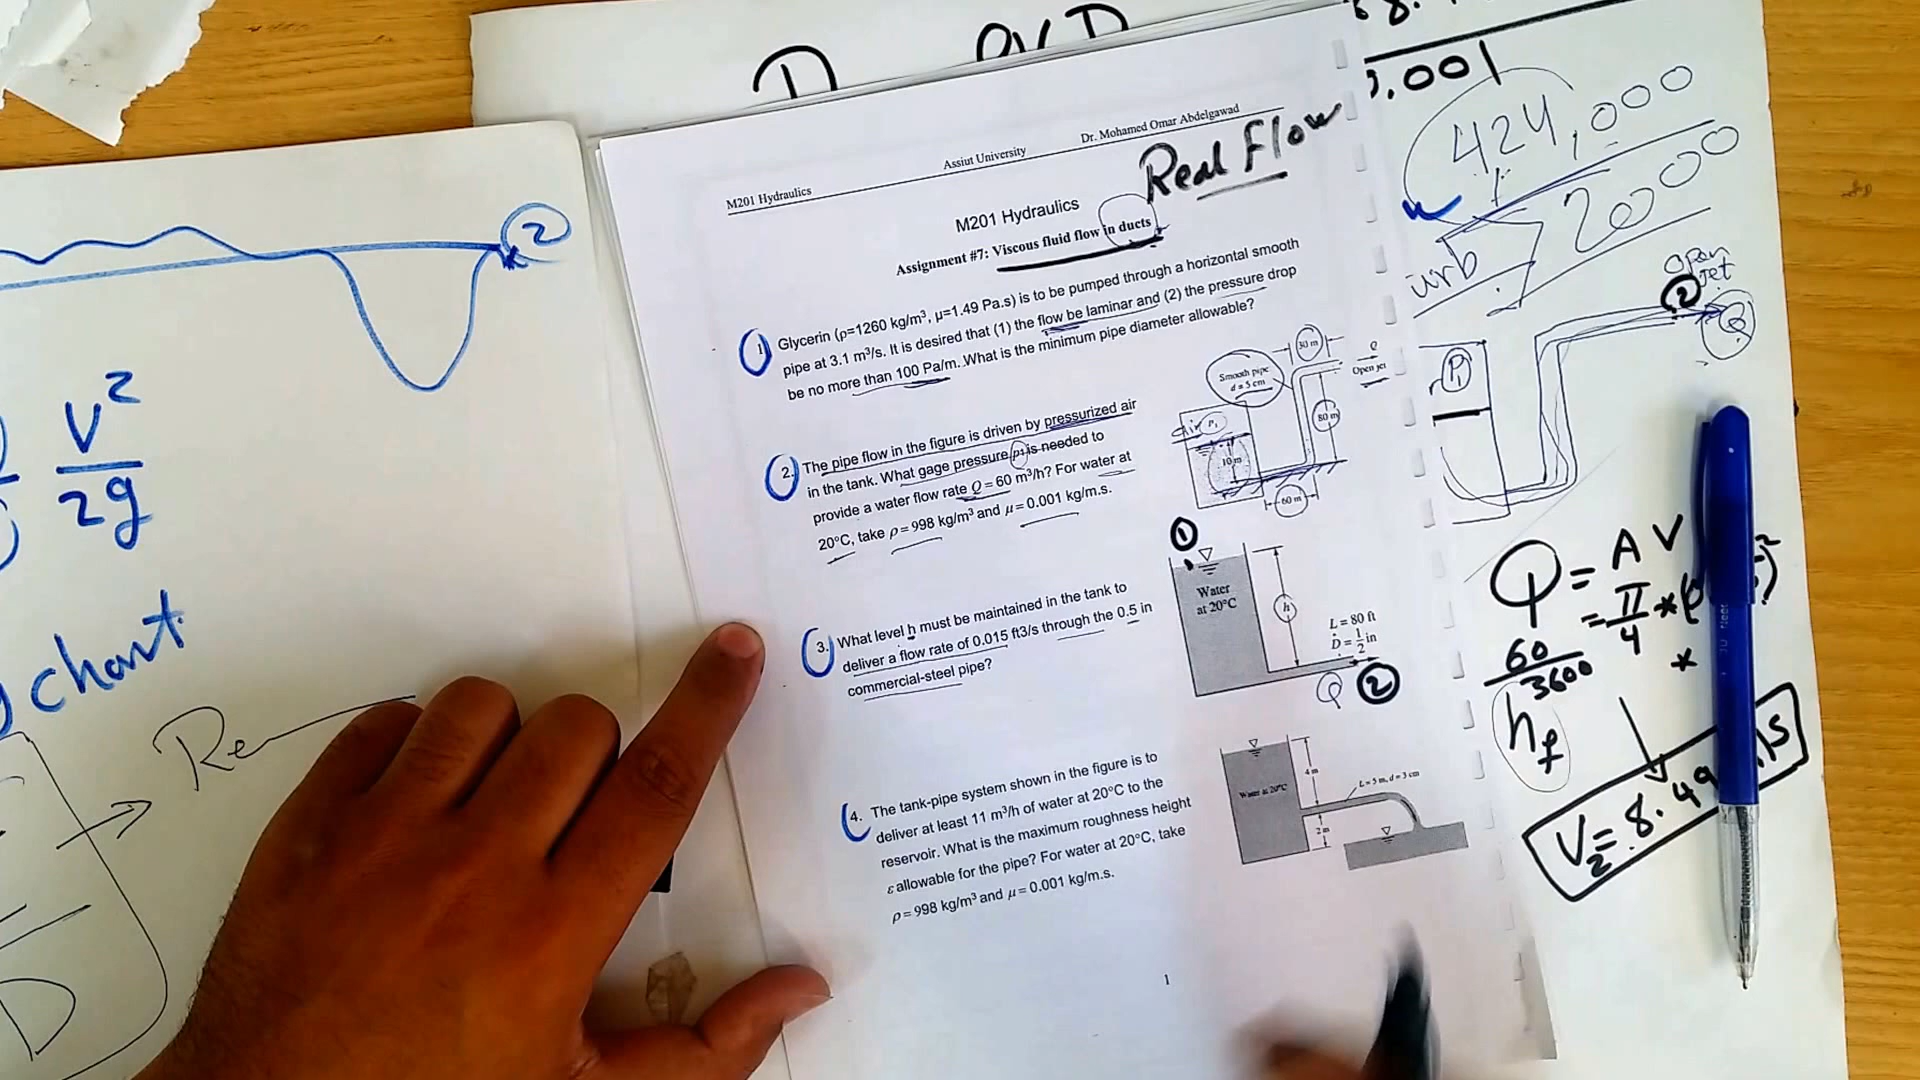 M201 Hydraulics
Assiut University
Dr. Mohamed Omar Abdelgawad
Real Flow
M201 Hydraulics
Assignment #7: Viscous fluid flow in ducts
1. Glycerin (ρ=1260 kg/m³, μ=1.49 Pa.s) is to be pumped through a horizontal smooth
pipe at 3.1 m³/s. It is desired that (1) the flow be laminar and (2) the pressure drop
be no more than 100 Pa/m. What is the minimum pipe diameter allowable?
2. The pipe flow in the figure is driven by pressurized air
in the tank. What gage pressure p1 is needed to
provide a water flow rate Q = 60 m³/h? For water at
20°C, take ρ = 998 kg/m³ and μ = 0.001 kg/m.s.
30 m
Smooth pipe
d = 5 cm
Q
Open jet
80 m
Air
P₁
10 m
60 m
3. What level h must be maintained in the tank to
deliver a flow rate of 0.015 ft3/s through the 0.5 in
commercial-steel pipe?
1
Water
at 20°C
h
L = 80 ft
D = 1/2 in
Q
2
4. The tank-pipe system shown in the figure is to
deliver at least 11 m³/h of water at 20°C to the
reservoir. What is the maximum roughness height
ε allowable for the pipe? For water at 20°C, take
ρ = 998 kg/m³ and μ = 0.001 kg/m.s.
Water at 20°C
4 m
L = 5 m, d = 3 cm
2 m
1
2
V²
2g
chart
Re
D
.001
424,000
2000
urb
Open
Jet
2
Q
P₁
Q = A V
= π/4 *
60
3600
*
h f
V₂ = 8.49